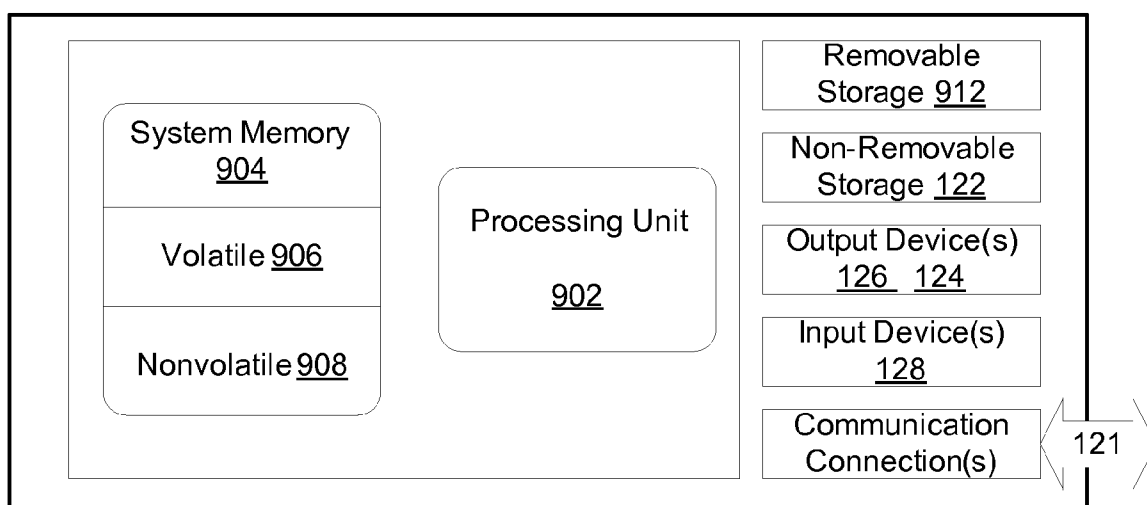 System Memory
904
Volatile 906
Nonvolatile 908
Processing Unit
902
Removable
Storage 912
Non-Removable
Storage 122
Output Device(s)
126 124
Input Device(s)
128
Communication
Connection(s)
121